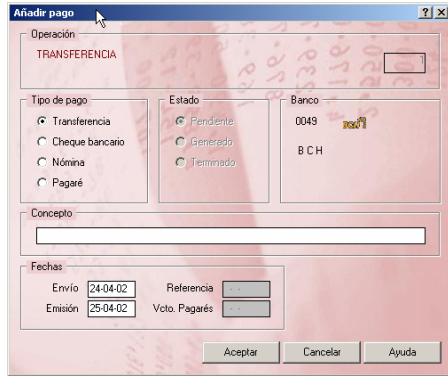 Añadir pago
Operación
TRANSFERENCIA
1
Tipo de pago
Transferencia
Cheque bancario
Nómina
Pagaré
Estado
Pendiente
Generado
Terminado
Banco
0049
B C H
Concepto
Fechas
Envío 24-04-02 Referencia - -
Emisión 25-04-02 Vcto. Pagarés - -
Aceptar Cancelar Ayuda